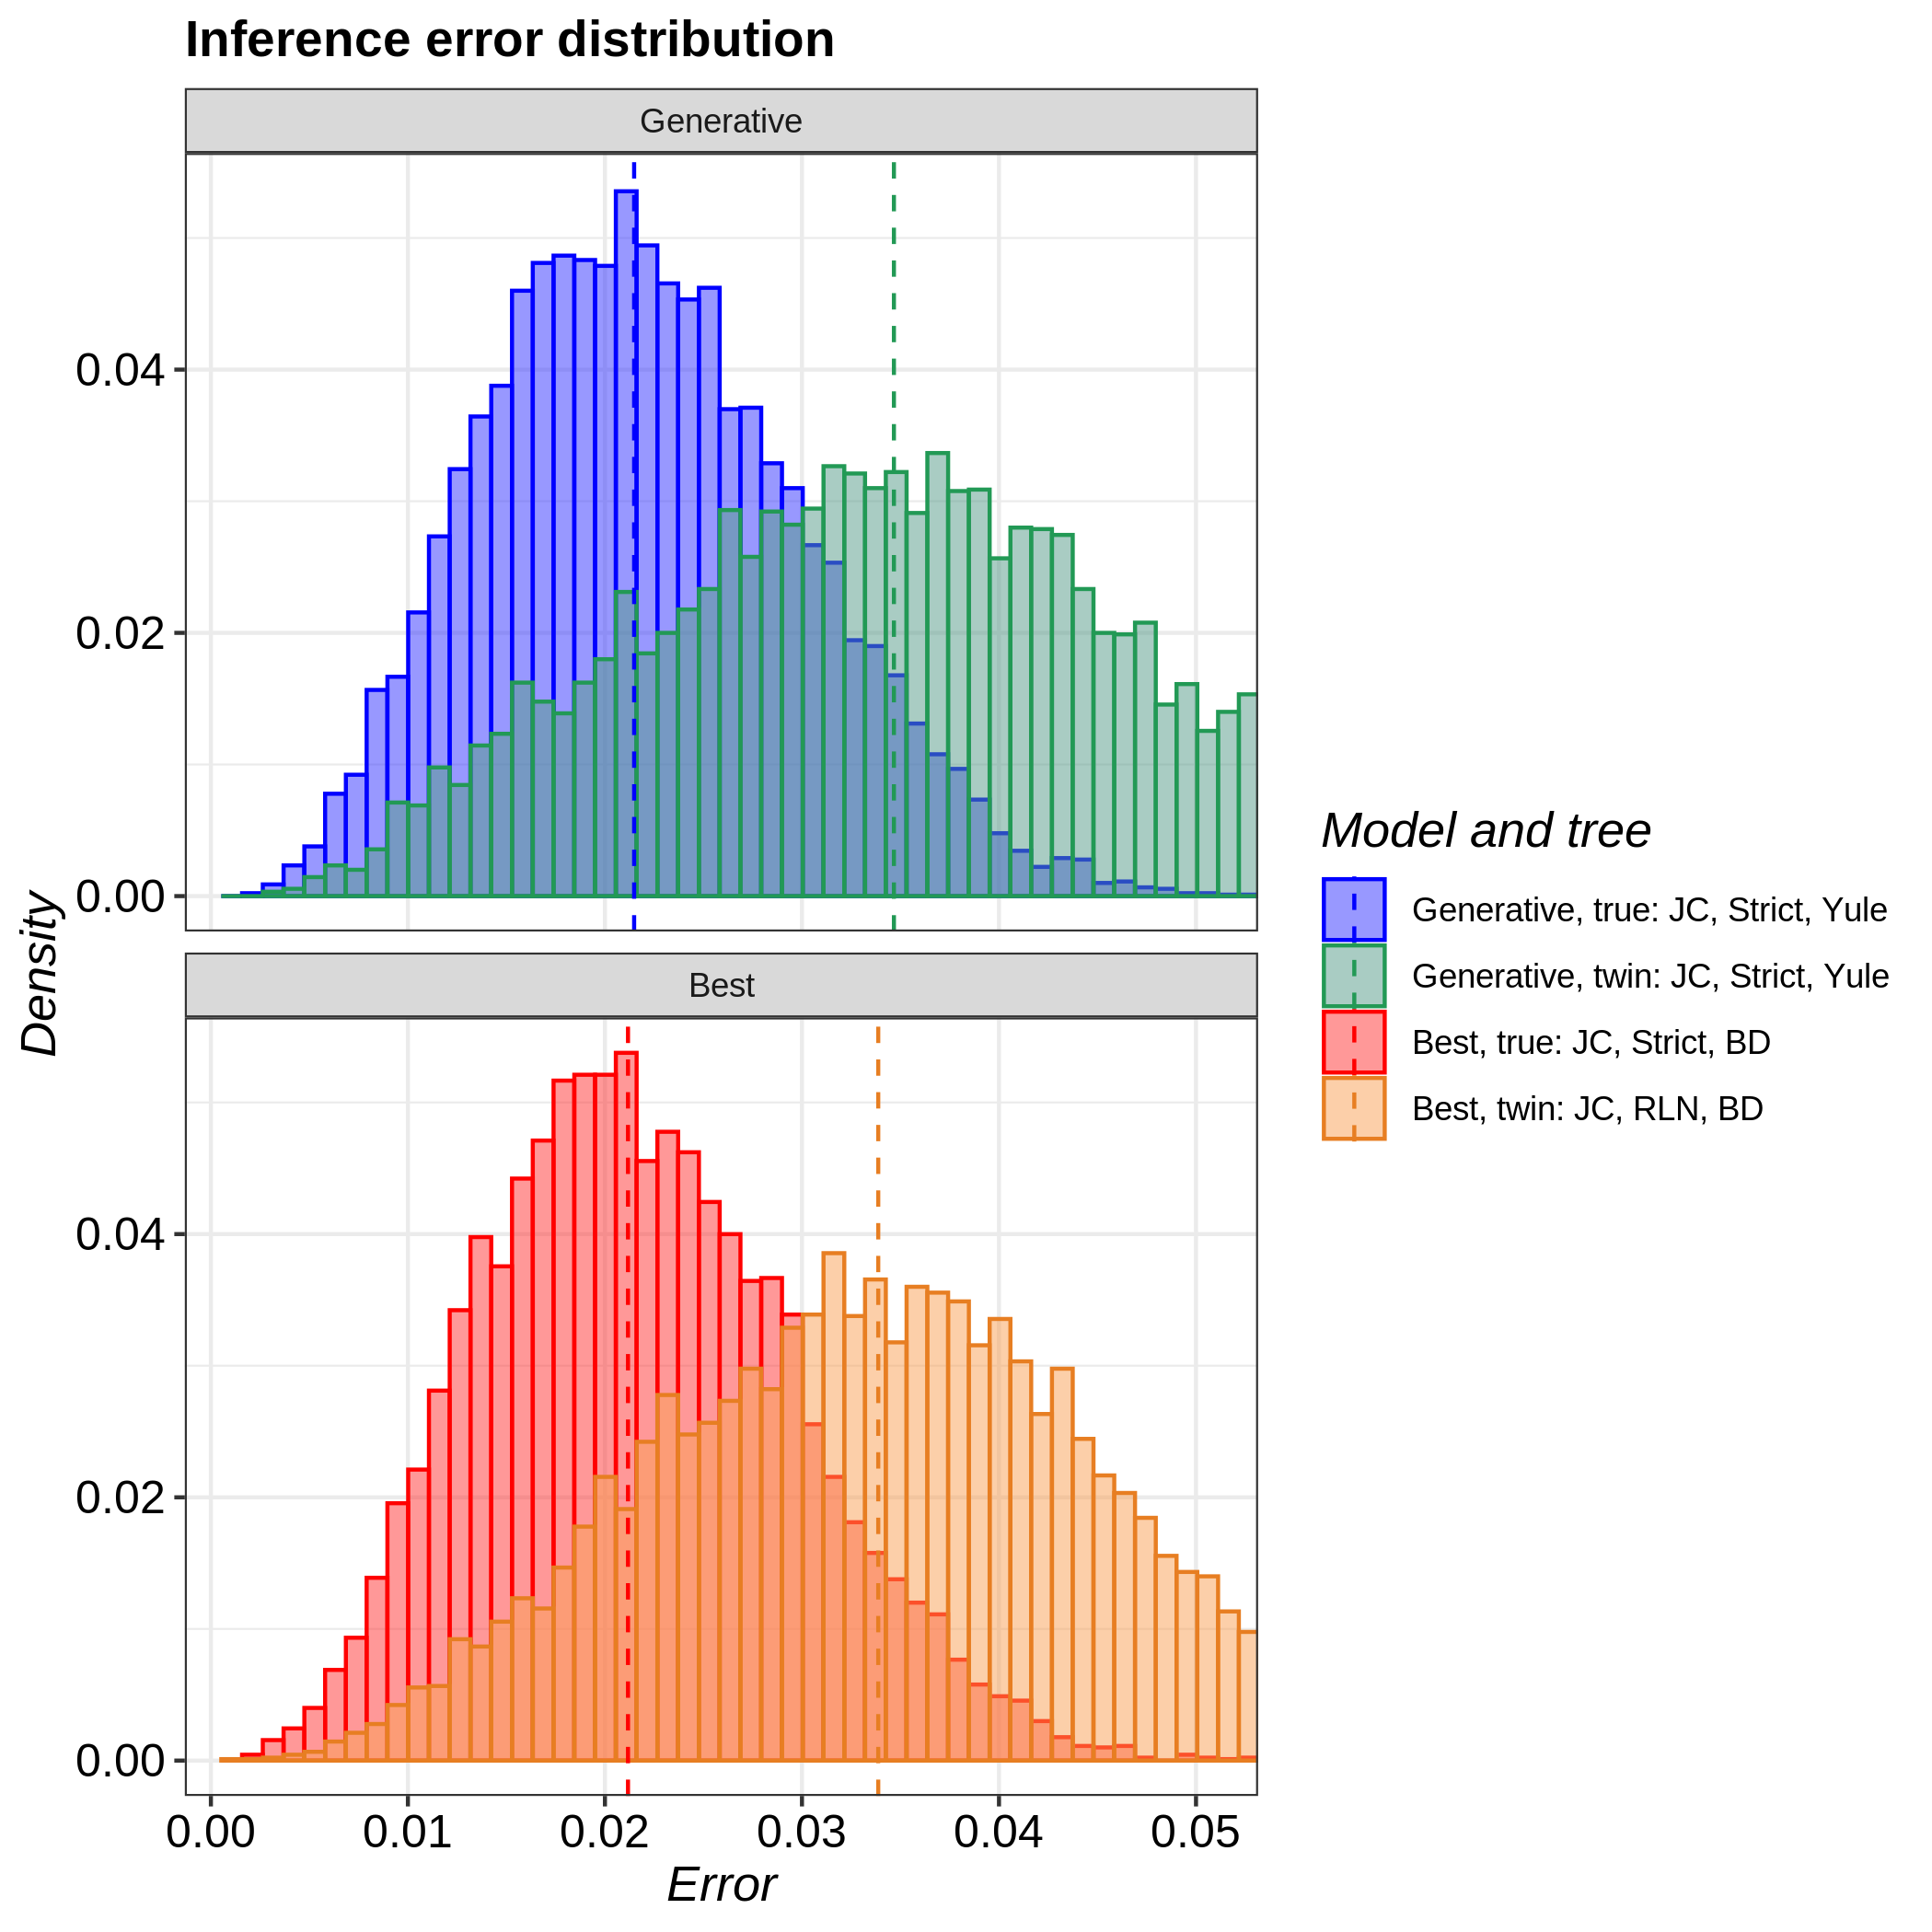 Inference error distribution
Generative
0.04
0.02
0.00
Density
Best
0.04
0.02
0.00
0.00 0.01 0.02 0.03 0.04 0.05
Error
Model and tree
Generative, true: JC, Strict, Yule
Generative, twin: JC, Strict, Yule
Best, true: JC, Strict, BD
Best, twin: JC, RLN, BD